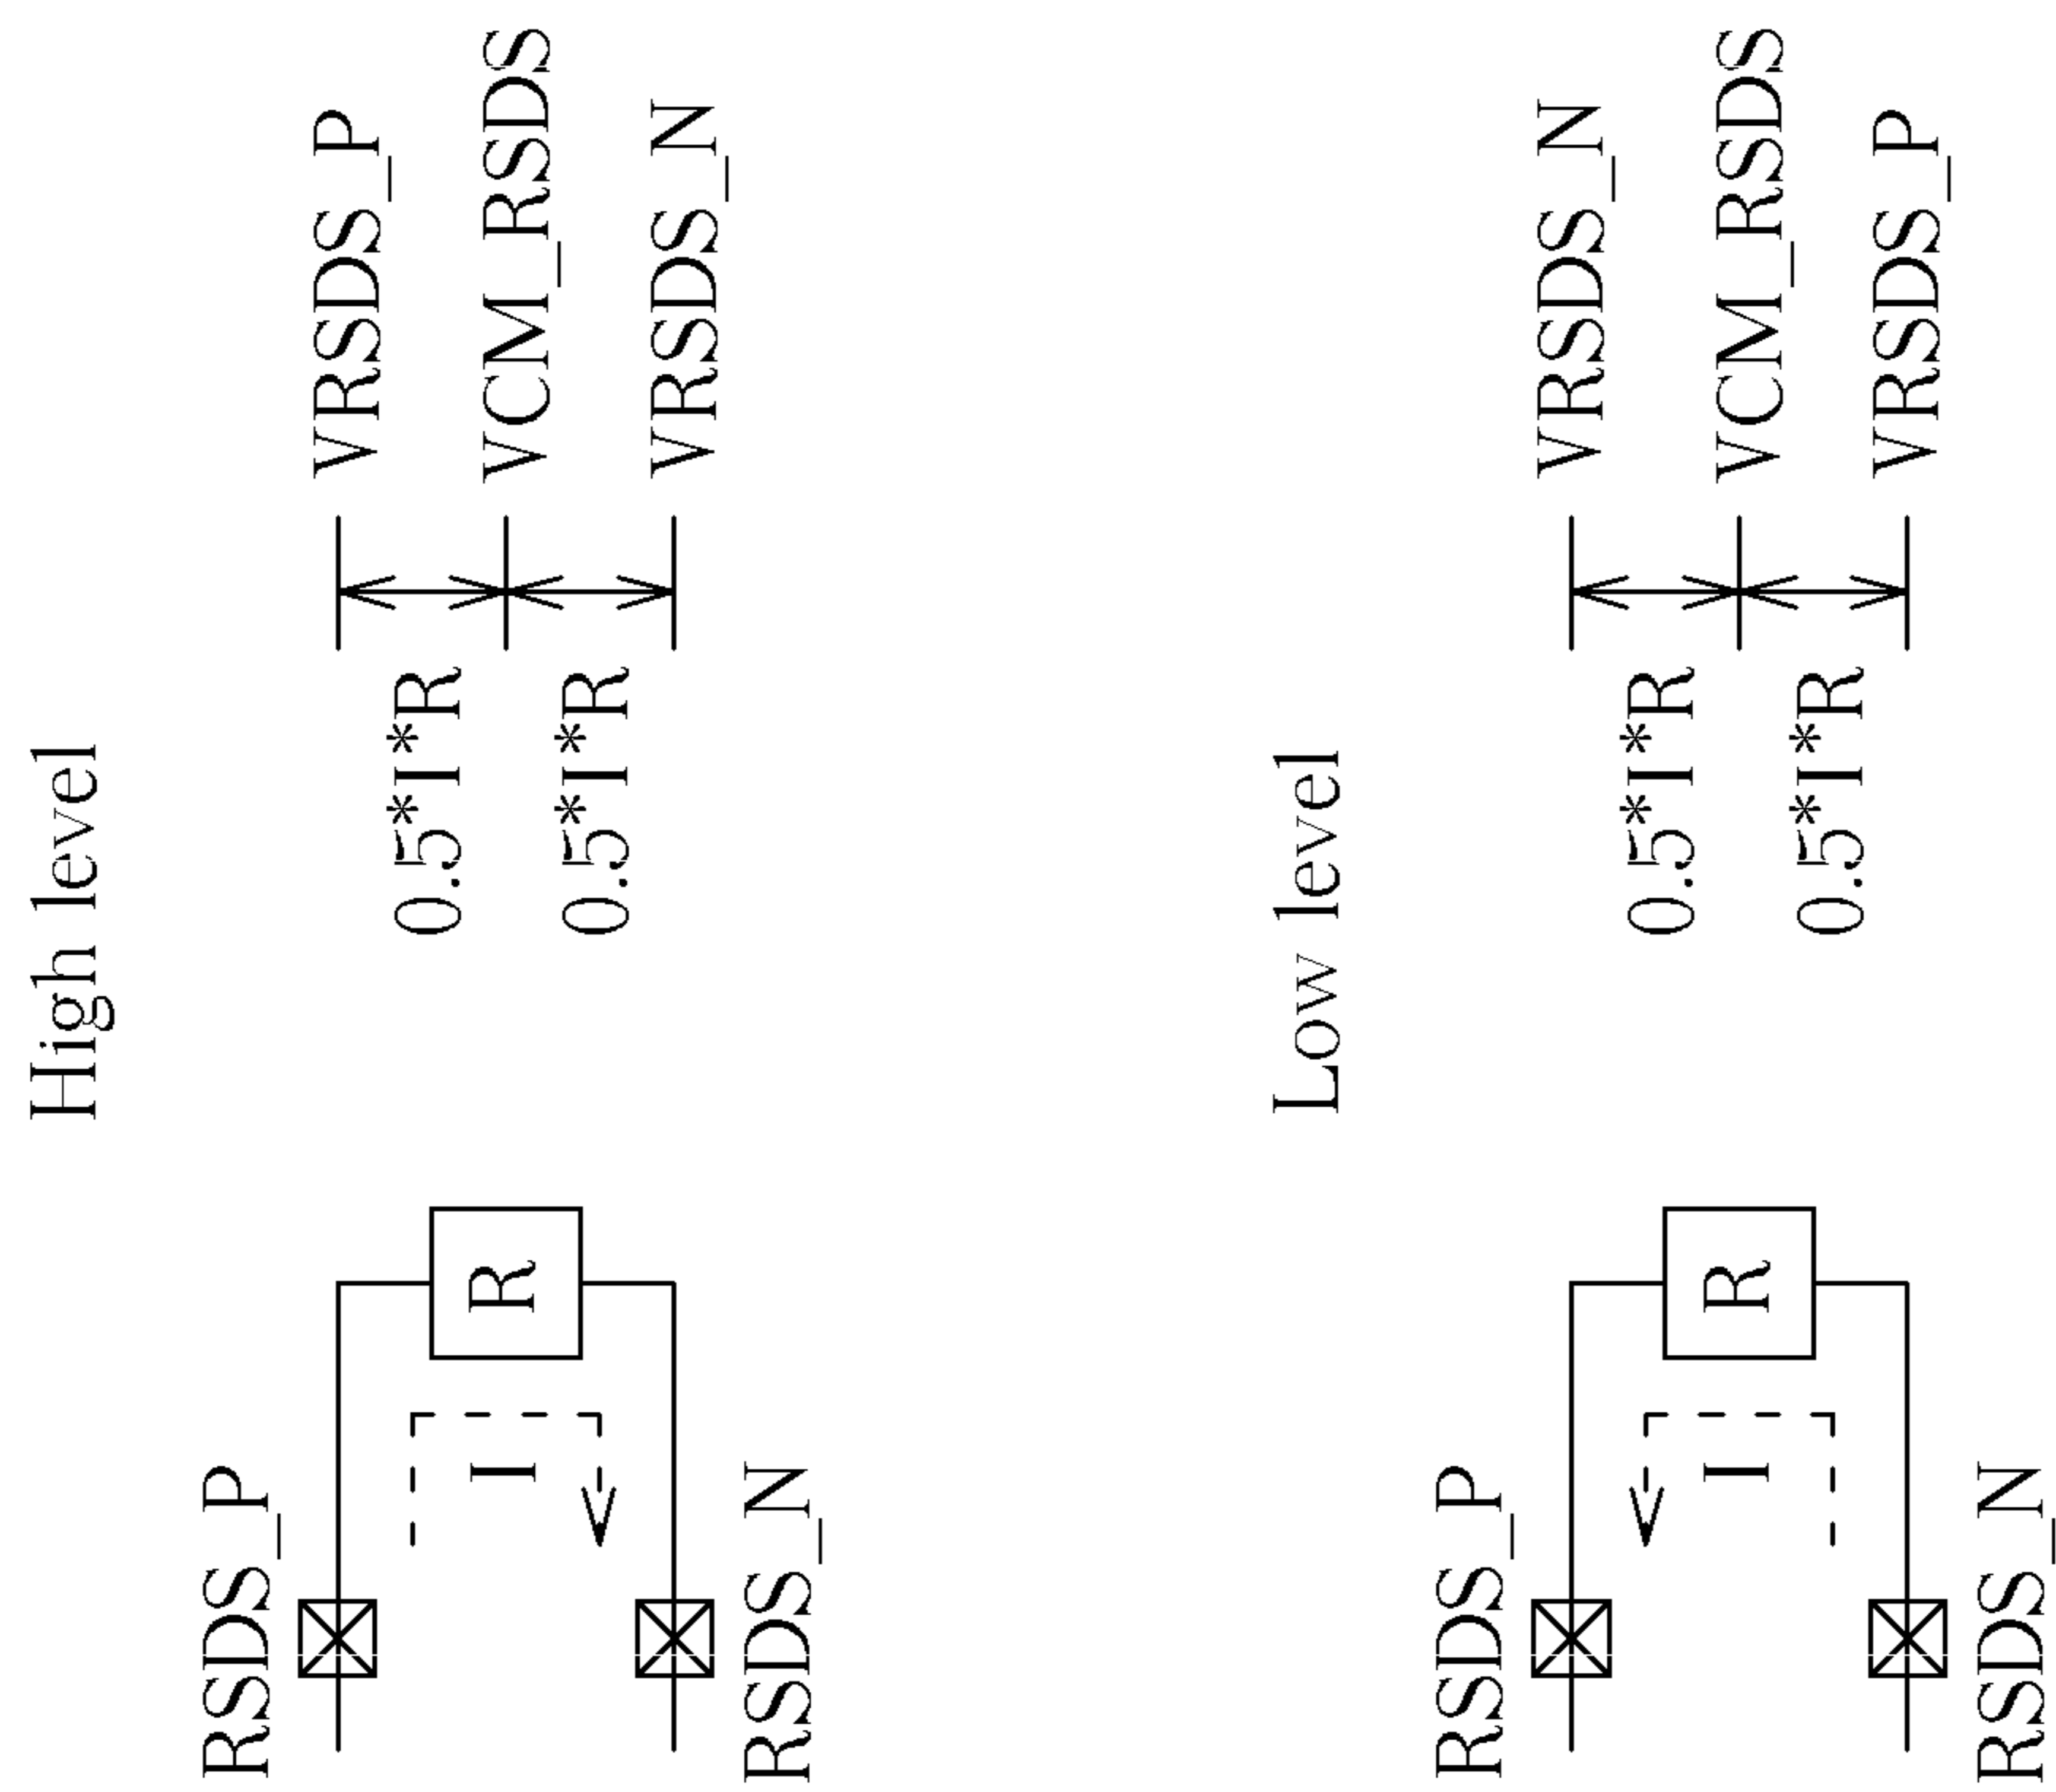 High level
RSDS_P
I
R
RSDS_N
0.5*I*R
0.5*I*R
VRSDS_P
VCM_RSDS
VRSDS_N
Low level
RSDS_P
I
R
RSDS_N
0.5*I*R
0.5*I*R
VRSDS_N
VCM_RSDS
VRSDS_P